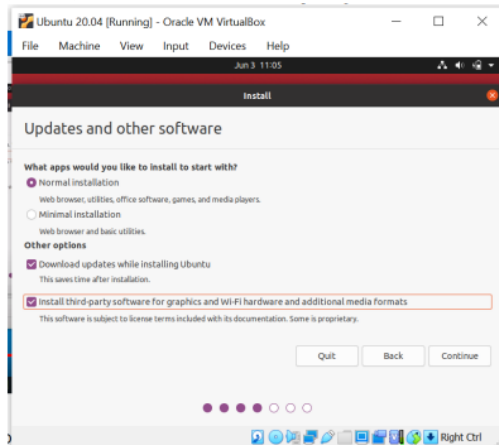 Ubuntu 20.04 [Running] - Oracle VM VirtualBox
File Machine View Input Devices Help
Jun 3 11:05
Install
Updates and other software
What apps would you like to install to start with?
Normal installation
Web browser, utilities, office software, games, and media players.
Minimal installation
Web browser and basic utilities.
Other options
Download updates while installing Ubuntu
This saves time after installation.
Install third-party software for graphics and Wi-Fi hardware and additional media formats
This software is subject to license terms included with its documentation. Some is proprietary.
Quit Back Continue
Right Ctrl